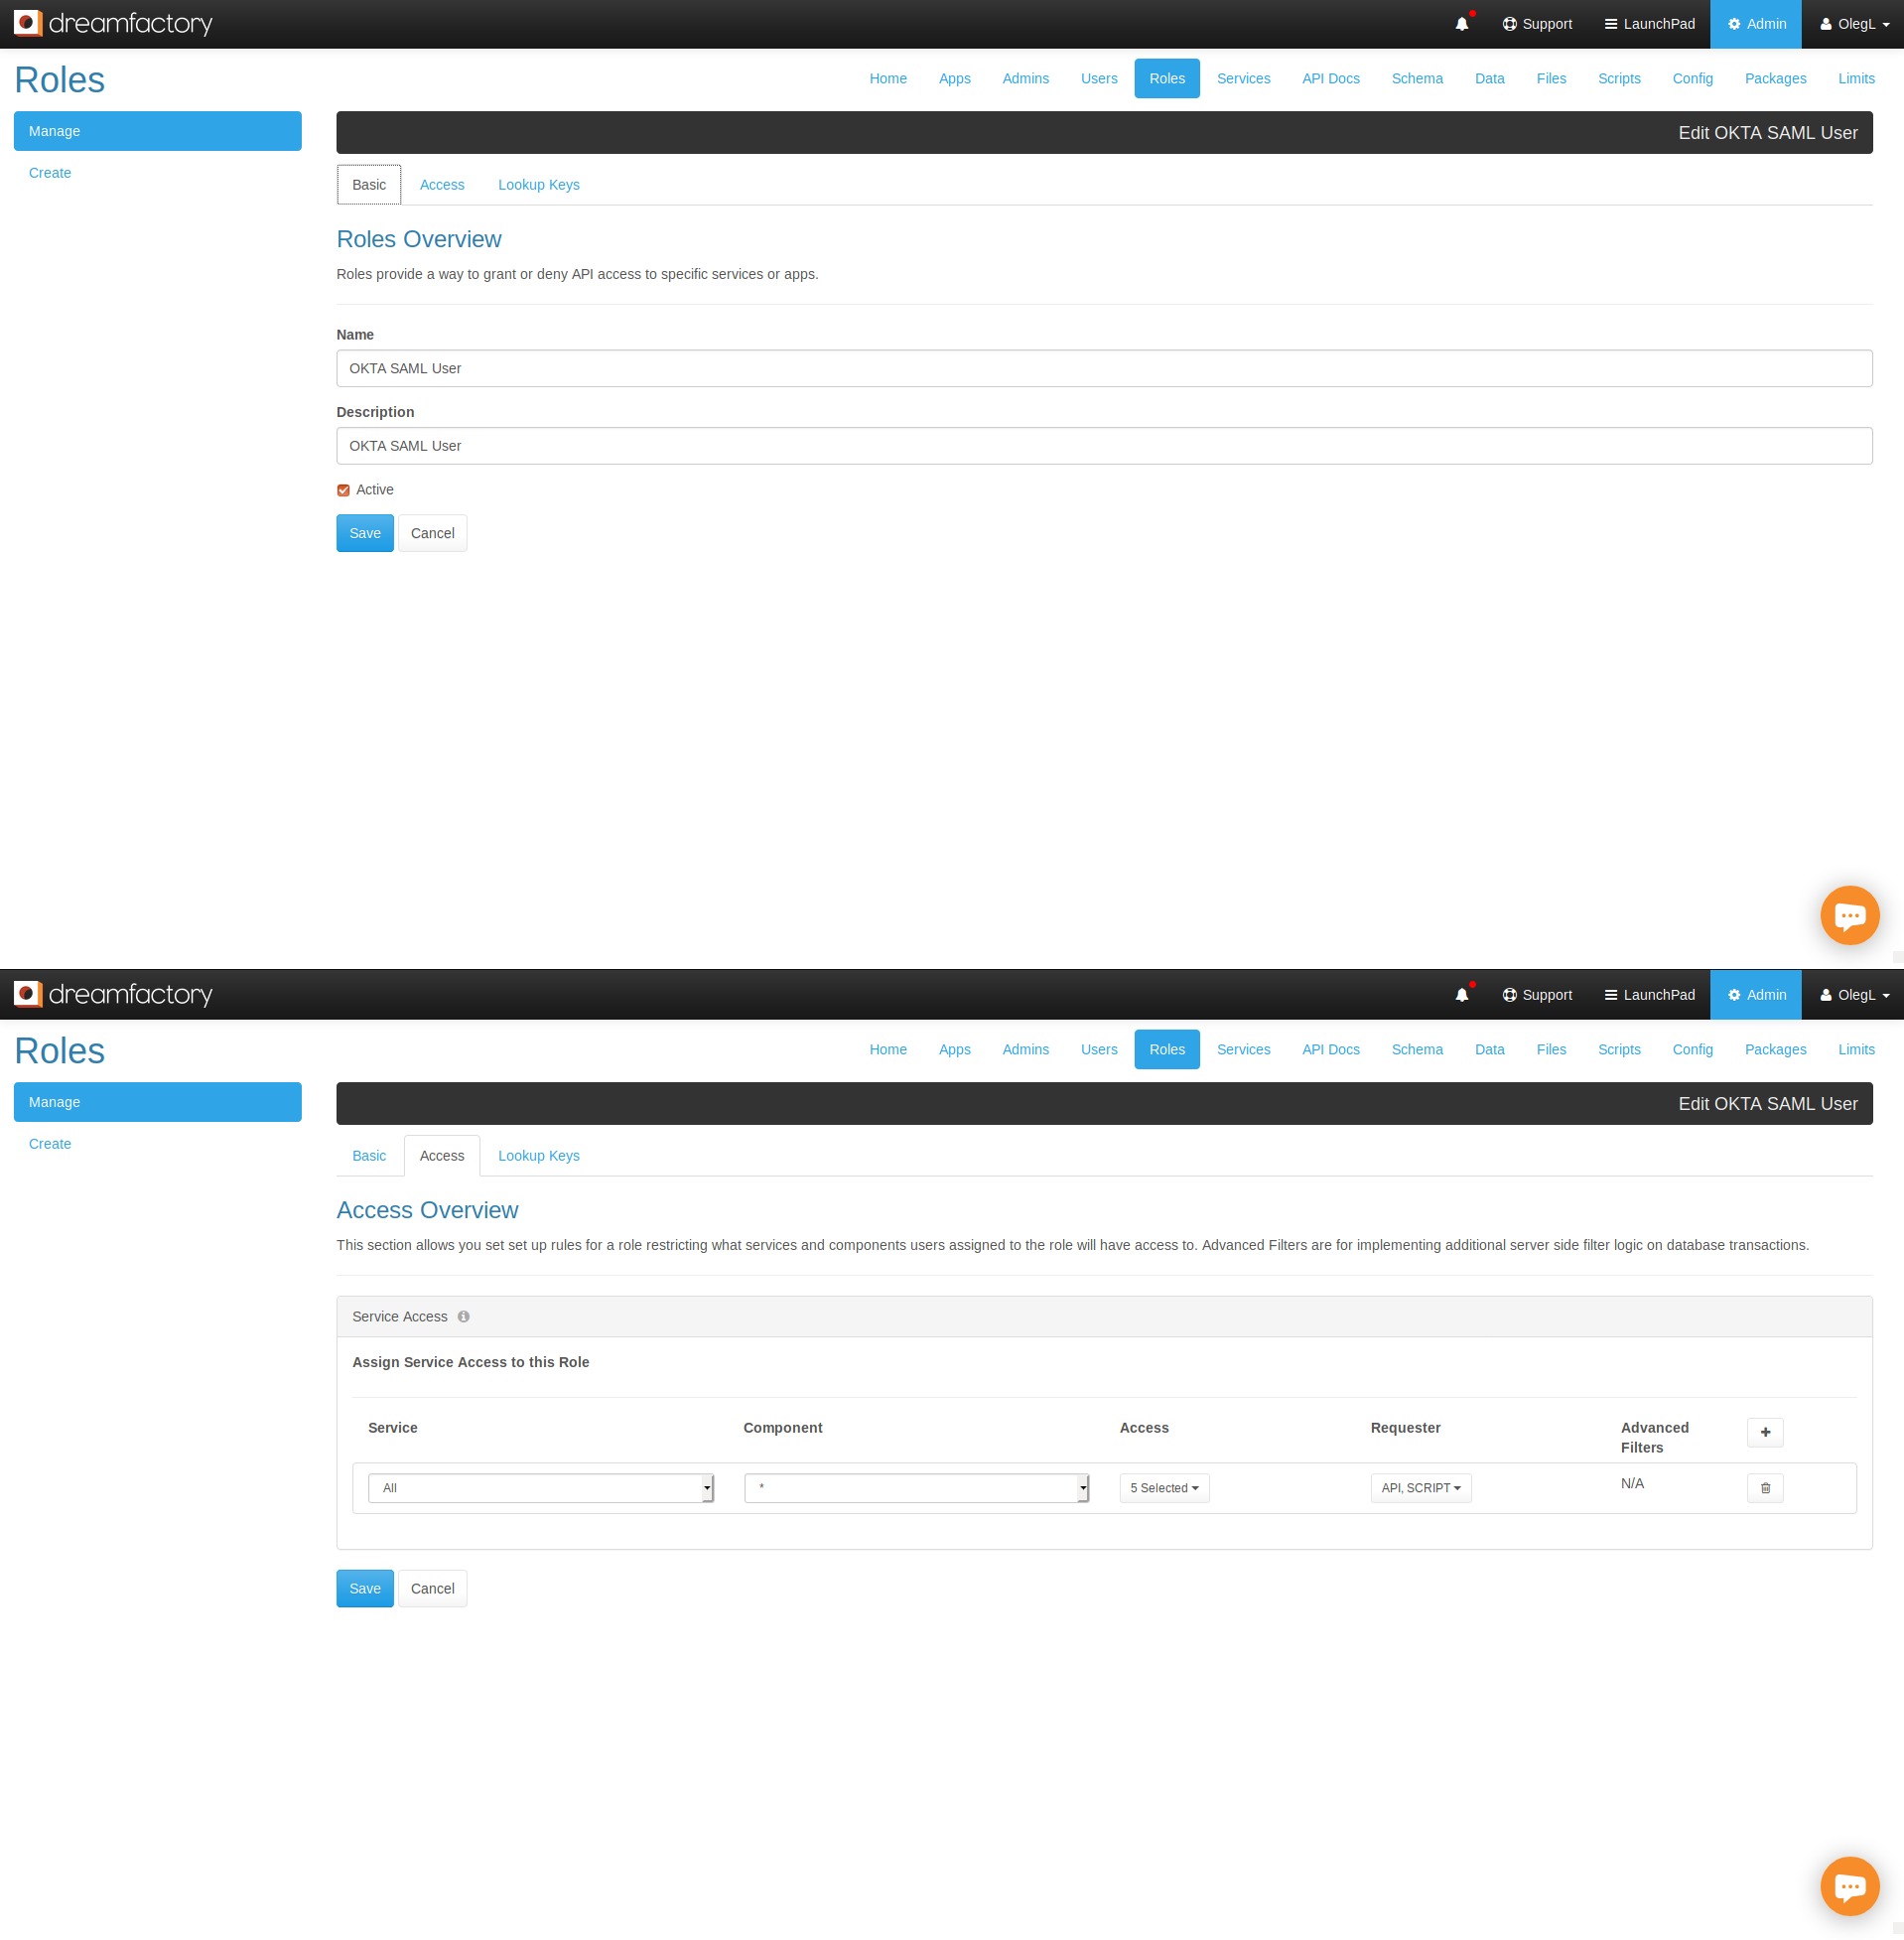 dreamfactory Support LaunchPad Admin OlegL
Roles Home Apps Admins Users Roles Services API Docs Schema Data Files Scripts Config Packages Limits
Manage
Create
Edit OKTA SAML User
Basic Access Lookup Keys
Roles Overview
Roles provide a way to grant or deny API access to specific services or apps.
Name
OKTA SAML User
Description
OKTA SAML User
Active
Save Cancel
dreamfactory Support LaunchPad Admin OlegL
Roles Home Apps Admins Users Roles Services API Docs Schema Data Files Scripts Config Packages Limits
Manage
Create
Edit OKTA SAML User
Basic Access Lookup Keys
Access Overview
This section allows you set set up rules for a role restricting what services and components users assigned to the role will have access to. Advanced Filters are for implementing additional server side filter logic on database transactions.
Service Access
Assign Service Access to this Role
Service Component Access Requester Advanced
Filters
All * 5 Selected API, SCRIPT N/A
Save Cancel